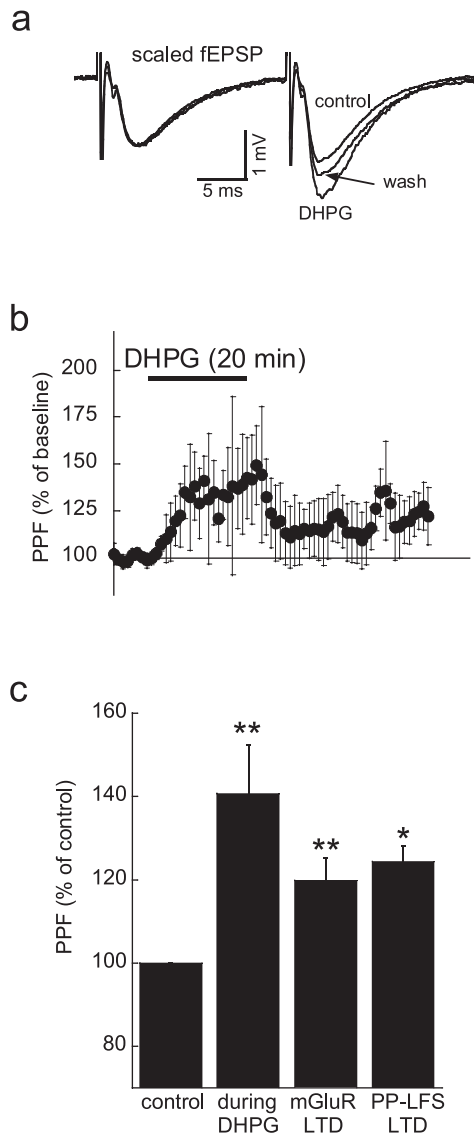 a
scaled fEPSP
control
1 mV
5 ms
wash
DHPG
b
DHPG (20 min)
PPF (% of baseline)
200
175
150
125
100
c
PPF (% of control)
160
140
120
100
80
**
**
*
control
during
DHPG
mGluR
LTD
PP-LFS
LTD